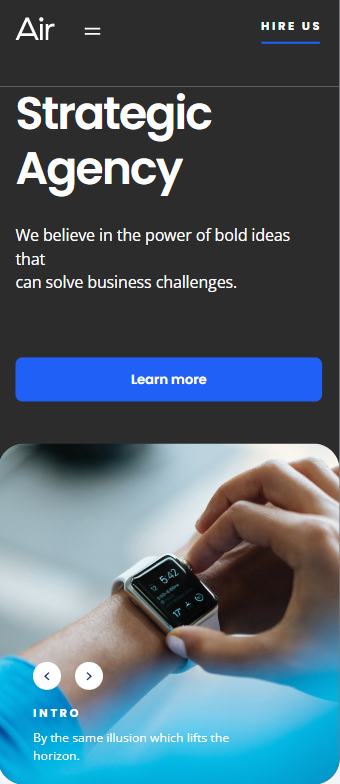 Air
HIRE US
Strategic
Agency
We believe in the power of bold ideas
that
can solve business challenges.
Learn more
5:42
17
INTRO
By the same illusion which lifts the
horizon.